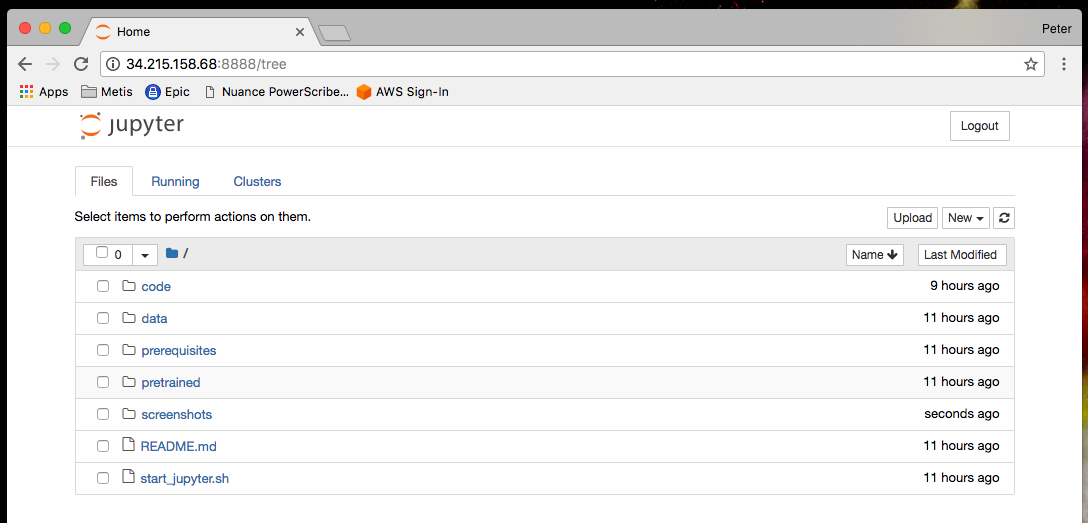 Home
Peter
34.215.158.68:8888/tree
Apps Metis Epic Nuance PowerScribe... AWS Sign-In
jupyter
Logout
Files Running Clusters
Select items to perform actions on them.
Upload New
0 / Name Last Modified
code 9 hours ago
data 11 hours ago
prerequisites 11 hours ago
pretrained 11 hours ago
screenshots seconds ago
README.md 11 hours ago
start_jupyter.sh 11 hours ago